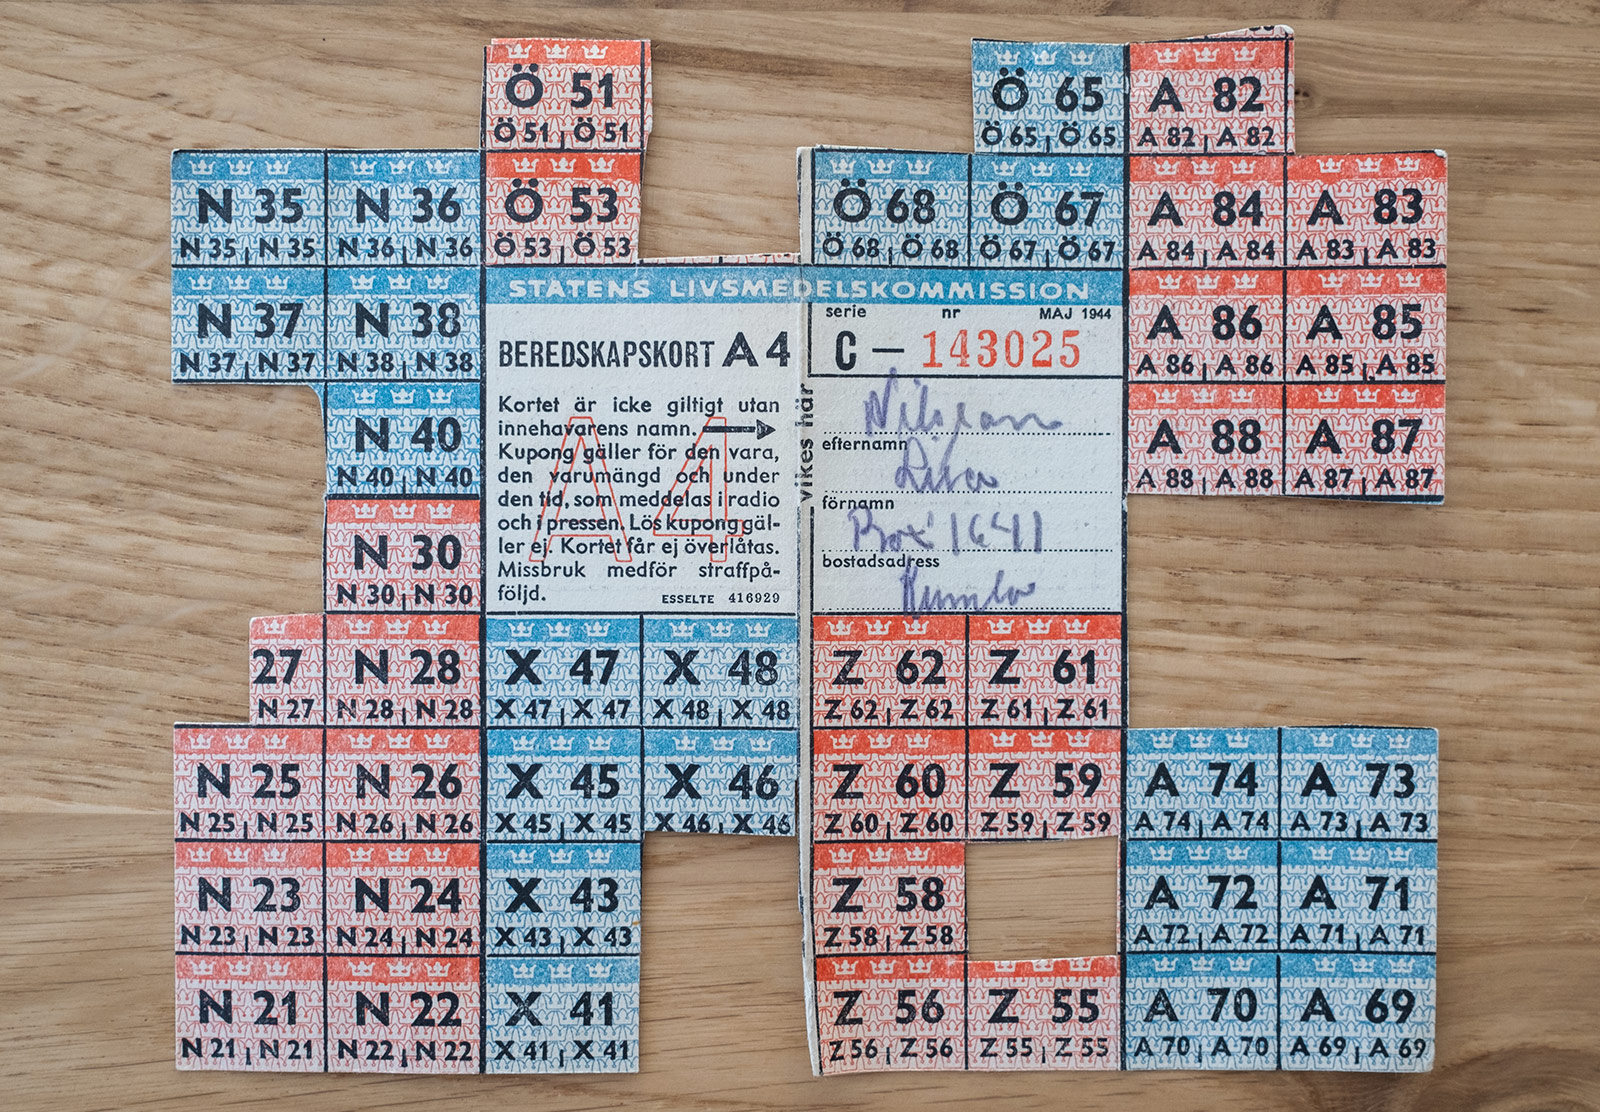 Ö 51
Ö 51 Ö 51
Ö 65 A 82
Ö 65 Ö 65 A 82 A 82
N 35 N 36 Ö 53 Ö 68 Ö 67 A 84 A 83
N 35 N 35 N 36 N 36 Ö 53 Ö 53 Ö 68 Ö 68 Ö 67 Ö 67 A 84 A 84 A 83 A 83
N 37 N 38
N 37 N 37 N 38 N 38
N 40
N 40 N 40
N 30
N 30 N 30
STATENS LIVSMEDELSKOMMISSION
BEREDSKAPSKORT A 4
Kortet är icke giltigt utan
innehavarens namn.
Kupong gäller för den vara,
den varumängd och under
den tid, som meddelas i radio
och i pressen. Lös kupong gäl-
ler ej. Kortet får ej överlåtas.
Missbruk medför straffpå-
följd.
ESSELTE 416929
A4
vikes här
serie nr MAJ 1944
C — 143025
Nilsson
efternamn
förnamn
Box 1641
bostadsadress
Kumla
A 86 A 85
A 86 A 86 A 85 A 85
A 88 A 87
A 88 A 88 A 87 A 87
27 N 28 X 47 X 48 Z 62 Z 61
N 27 N 28 N 28 X 47 X 47 X 48 X 48 Z 62 Z 62 Z 61 Z 61
N 25 N 26 X 45 X 46 Z 60 Z 59 A 74 A 73
N 25 N 25 N 26 N 26 X 45 X 45 X 46 X 46 Z 60 Z 60 Z 59 Z 59 A 74 A 74 A 73 A 73
N 23 N 24 X 43 Z 58 A 72 A 71
N 23 N 23 N 24 N 24 X 43 X 43 Z 58 Z 58 A 72 A 72 A 71 A 71
N 21 N 22 X 41 Z 56 Z 55 A 70 A 69
N 21 N 21 N 22 N 22 X 41 X 41 Z 56 Z 56 Z 55 Z 55 A 70 A 70 A 69 A 69